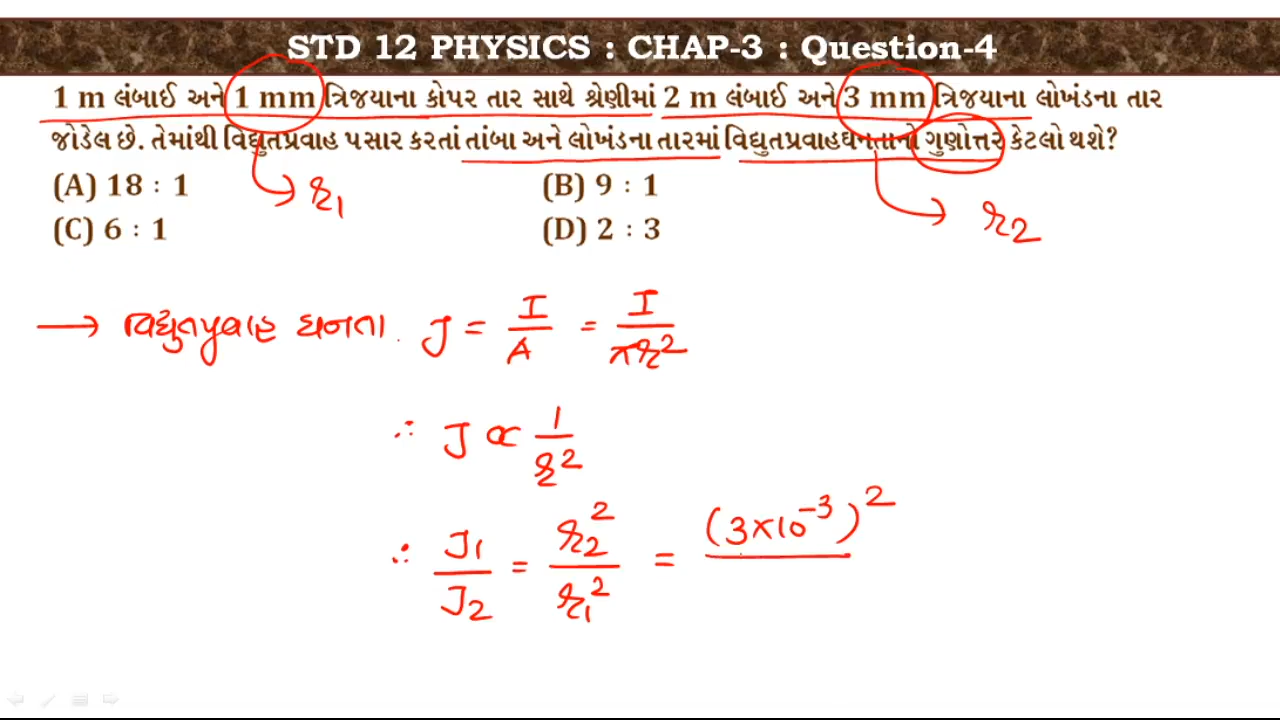 STD 12 PHYSICS : CHAP-3 : Question-4
1 m લંબાઈ અને 1 mm ત્રિજયાના કોપર તાર સાથે શ્રેણીમાં 2 m લંબાઈ અને 3 mm ત્રિજયાના લોખંડના તાર
જોડેલ છે. તેમાંથી વિદ્યુતપ્રવાહ પસાર કરતાં તાંબા અને લોખંડના તારમાં વિદ્યુતપ્રવાહઘનતાનો ગુણોત્તર કેટલો થશે?
(A) 18 : 1 (B) 9 : 1
(C) 6 : 1 (D) 2 : 3
r₁
r₂
→ વિદ્યુતપ્રવાહ ઘનતા J = I/A = I/πr²
∴ J ∝ 1/r²
∴ J₁/J₂ = r₂²/r₁² = (3×10⁻³)²